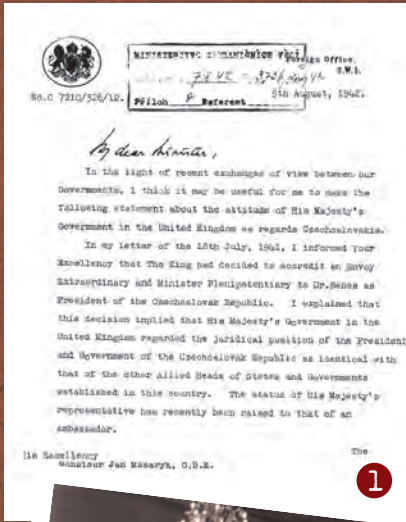 MINISTERSTVO ZAHRANIČNÍCH VĚCÍ
Foreign Office,
S.W.1.
No.C 7210/326/12.
Příloh Referent
5th August, 1942.
My dear Minister,
In the light of recent exchanges of view between our
Governments, I think it may be useful for me to make the
following statement about the attitude of His Majesty's
Government in the United Kingdom as regards Czechoslovakia.
In my letter of the 18th July, 1941, I informed Your
Excellency that The King had decided to accredit an Envoy
Extraordinary and Minister Plenipotentiary to Dr.Benes as
President of the Czechoslovak Republic. I explained that
this decision implied that His Majesty's Government in the
United Kingdom regarded the juridical position of the President
and Government of the Czechoslovak Republic as identical with
that of the other Allied Heads of States and Governments
established in this country. The status of His Majesty's
representative has recently been raised to that of an
ambassador.
The
His Excellency
Monsieur Jan Masaryk, C.B.E.
1